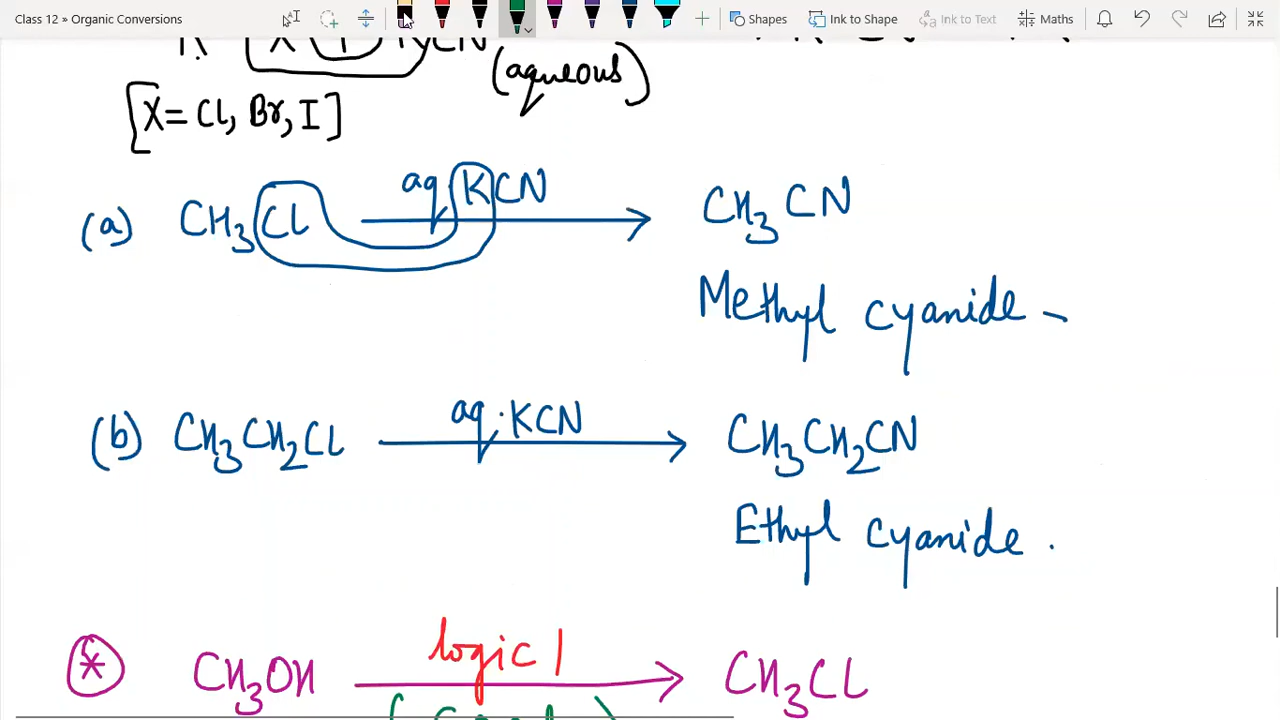 Class 12 » Organic Conversions
Shapes
Ink to Shape
Ink to Text
Maths
CN
(aqueous)
[X= Cl, Br, I]
(a) CH3Cl aq KCN CH3CN
Methyl cyanide
(b) CH3CH2Cl aq. KCN CH3CH2CN
Ethyl cyanide.
* CH3OH logic 1 CH3Cl